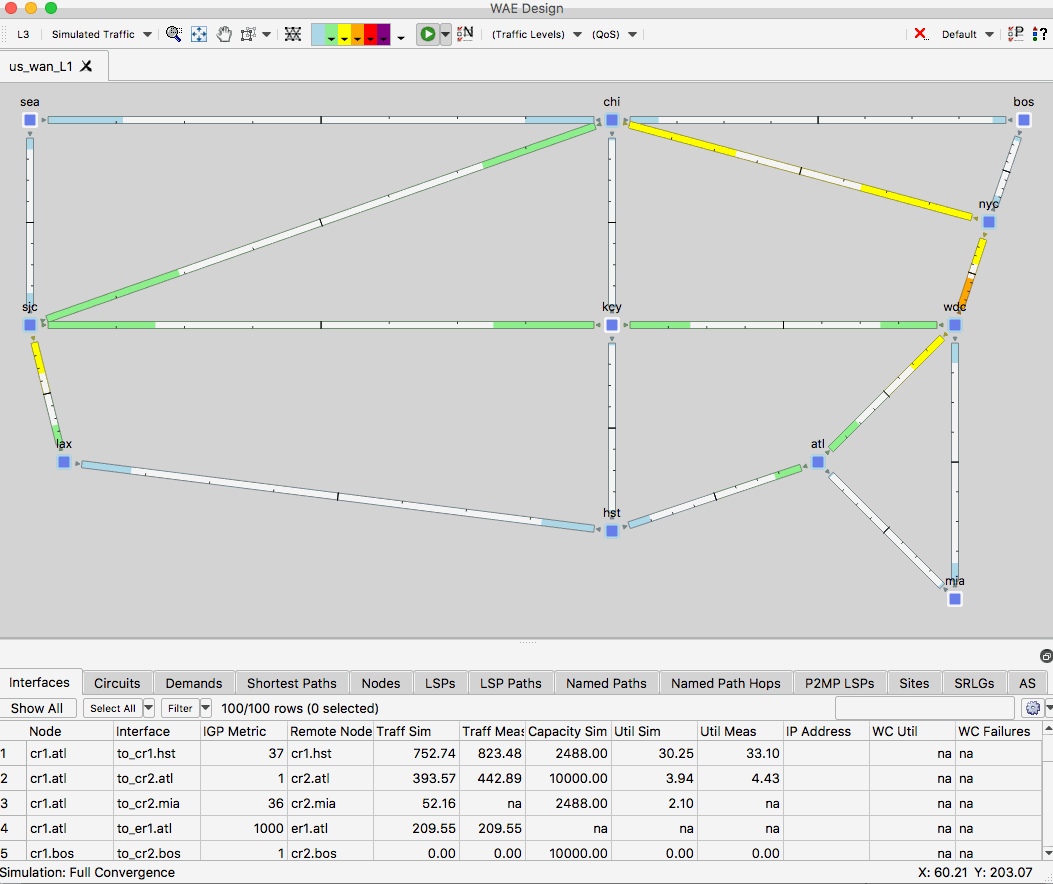 WAE Design
L3 Simulated Traffic N (Traffic Levels) (QoS) Default P ?
us_wan_L1
sea chi bos
nyc
sjc kcy wdc
lax atl
hst
mia
Interfaces Circuits Demands Shortest Paths Nodes LSPs LSP Paths Named Paths Named Path Hops P2MP LSPs Sites SRLGs AS
Show All Select All Filter 100/100 rows (0 selected)
Node Interface IGP Metric Remote Node Traff Sim Traff Meas Capacity Sim Util Sim Util Meas IP Address WC Util WC Failures
1 cr1.atl to_cr1.hst 37 cr1.hst 752.74 823.48 2488.00 30.25 33.10 na na
2 cr1.atl to_cr2.atl 1 cr2.atl 393.57 442.89 10000.00 3.94 4.43 na na
3 cr1.atl to_cr2.mia 36 cr2.mia 52.16 na 2488.00 2.10 na na na
4 cr1.atl to_er1.atl 1000 er1.atl 209.55 209.55 na na na na na
5 cr1.bos to_cr2.bos 1 cr2.bos 0.00 0.00 10000.00 0.00 0.00 na na
Simulation: Full Convergence X: 60.21 Y: 203.07